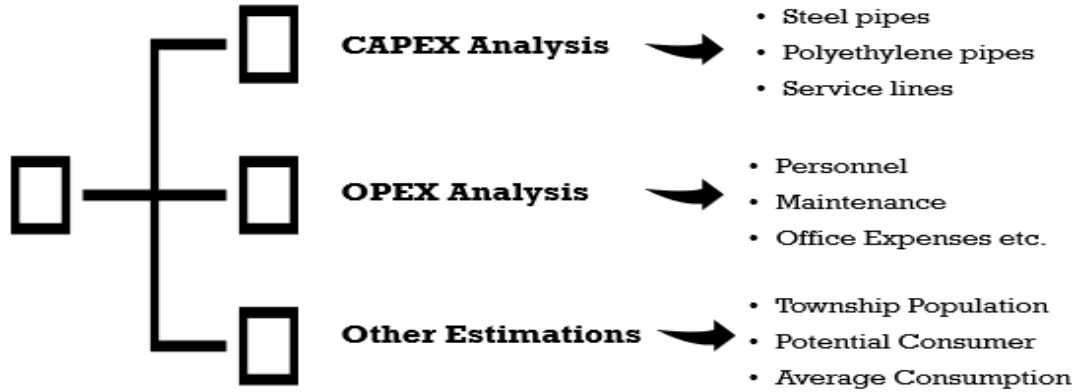 CAPEX Analysis
• Steel pipes
• Polyethylene pipes
• Service lines
OPEX Analysis
• Personnel
• Maintenance
• Office Expenses etc.
Other Estimations
• Township Population
• Potential Consumer
• Average Consumption